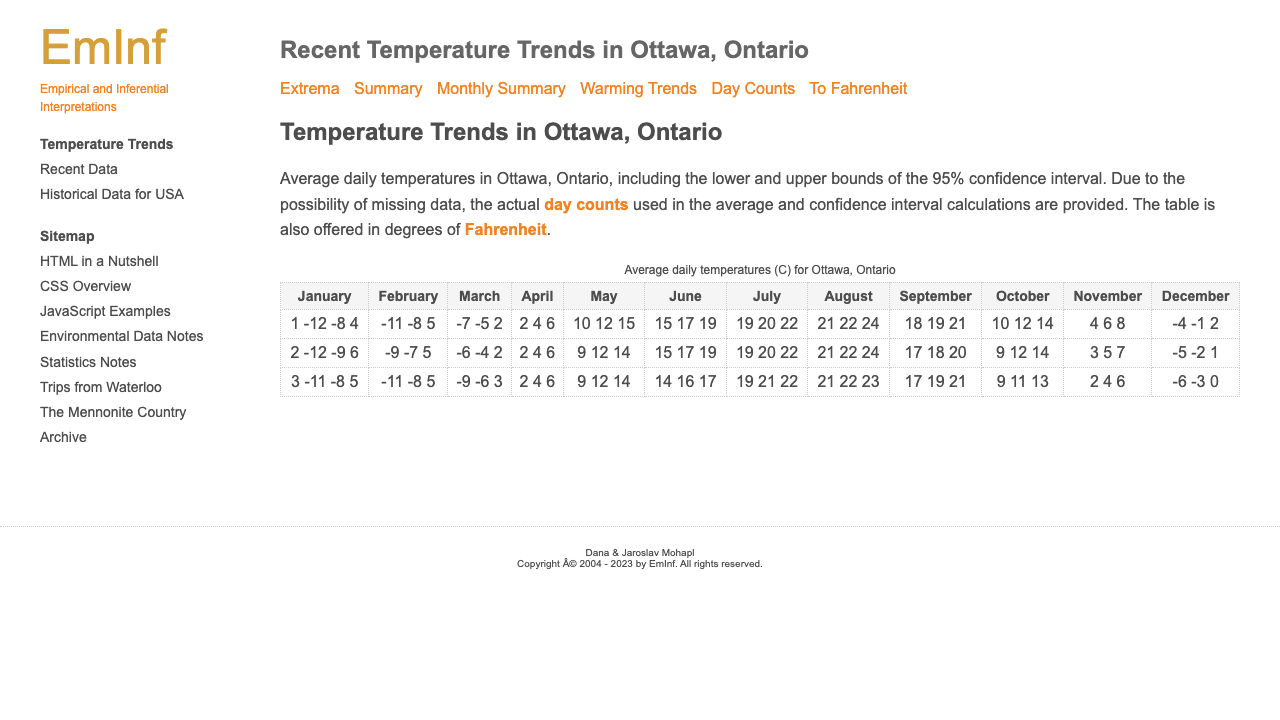 EmInf
Empirical and Inferential
Interpretations
Temperature Trends
Recent Data
Historical Data for USA
Sitemap
HTML in a Nutshell
CSS Overview
JavaScript Examples
Environmental Data Notes
Statistics Notes
Trips from Waterloo
The Mennonite Country
Archive
Recent Temperature Trends in Ottawa, Ontario
Extrema Summary Monthly Summary Warming Trends Day Counts To Fahrenheit
Temperature Trends in Ottawa, Ontario
Average daily temperatures in Ottawa, Ontario, including the lower and upper bounds of the 95% confidence interval. Due to the
possibility of missing data, the actual day counts used in the average and confidence interval calculations are provided. The table is
also offered in degrees of Fahrenheit.
Average daily temperatures (C) for Ottawa, Ontario
January February March April May June July August September October November December
1 -12 -8 4 -11 -8 5 -7 -5 2 2 4 6 10 12 15 15 17 19 19 20 22 21 22 24 18 19 21 10 12 14 4 6 8 -4 -1 2
2 -12 -9 6 -9 -7 5 -6 -4 2 2 4 6 9 12 14 15 17 19 19 20 22 21 22 24 17 18 20 9 12 14 3 5 7 -5 -2 1
3 -11 -8 5 -11 -8 5 -9 -6 3 2 4 6 9 12 14 14 16 17 19 21 22 21 22 23 17 19 21 9 11 13 2 4 6 -6 -3 0
Dana & Jaroslav Mohapl
Copyright Â© 2004 - 2023 by EmInf. All rights reserved.